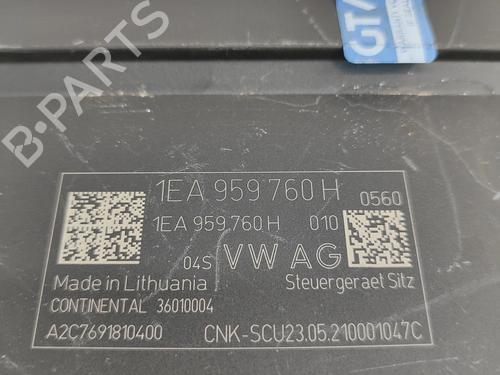 GT/
B-PARTS
1EA 959 760 H 0560
1EA 959 760 H 010
04S VW AG
Made in Lithuania Steuergeraet Sitz
CONTINENTAL 36010004
A2C7691810400 CNK-SCU23.05.210001047C